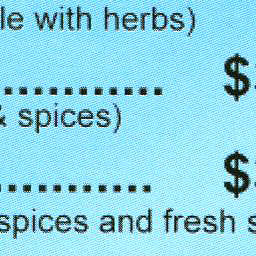 le with herbs)
........... $
& spices)
........... $
spices and fresh s